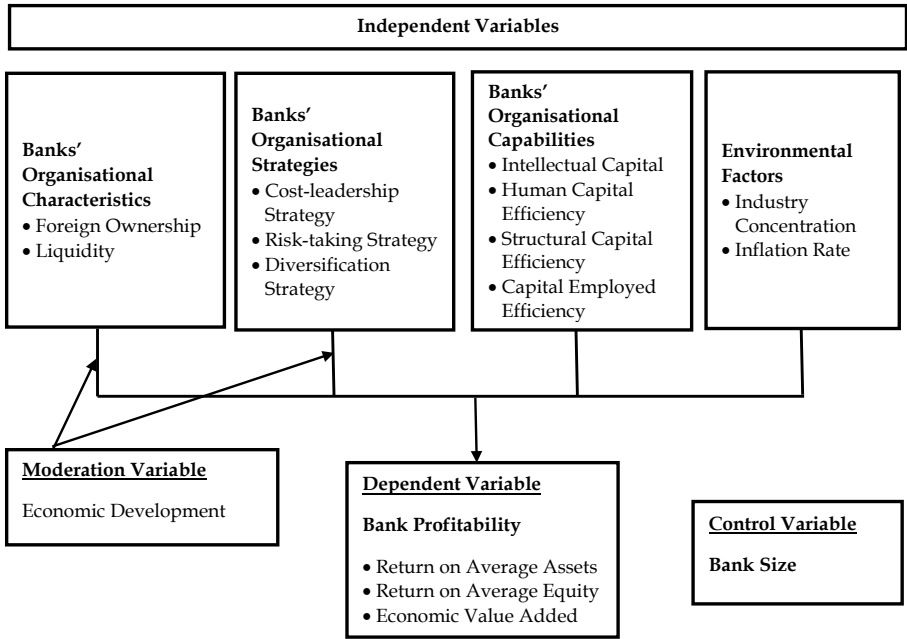 Independent Variables
Banks’
Organisational
Characteristics
• Foreign Ownership
• Liquidity
Banks’
Organisational
Strategies
• Cost-leadership
Strategy
• Risk-taking Strategy
• Diversification
Strategy
Banks’
Organisational
Capabilities
• Intellectual Capital
• Human Capital
Efficiency
• Structural Capital
Efficiency
• Capital Employed
Efficiency
Environmental
Factors
• Industry
Concentration
• Inflation Rate
Moderation Variable
Economic Development
Dependent Variable
Bank Profitability
• Return on Average Assets
• Return on Average Equity
• Economic Value Added
Control Variable
Bank Size